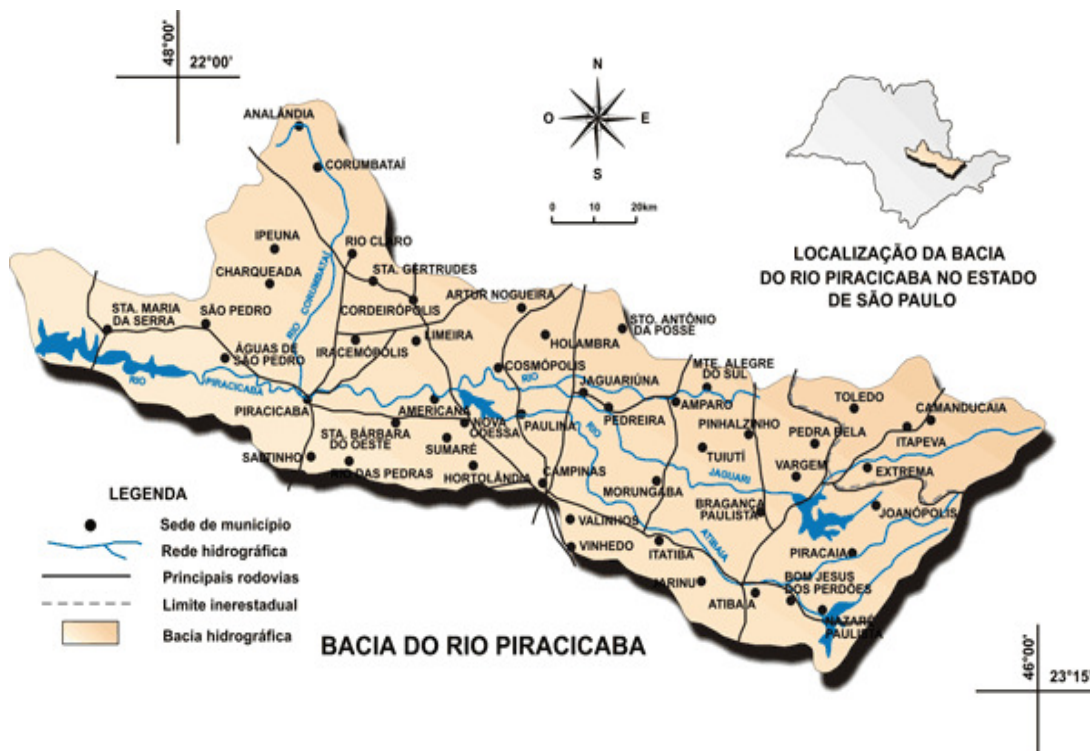 48°00'
22°00'
N
O
E
S
0 10 20km
LOCALIZAÇÃO DA BACIA
DO RIO PIRACICABA NO ESTADO
DE SÃO PAULO
ANALÂNDIA
CORUMBATAÍ
IPEUNA
RIO CLARO
CHARQUEADA
STA. GERTRUDES
RIO CORUMBATAÍ
CORDEIRÓPOLIS
ARTUR NOGUEIRA
STA. MARIA
DA SERRA
SÃO PEDRO
LIMEIRA
HOLAMBRA
STO. ANTÔNIO
DA POSSE
ÁGUAS DE
SÃO PEDRO
IRACEMÓPOLIS
COSMÓPOLIS
JAGUARIÚNA
MTE. ALEGRE
DO SUL
RIO
PIRACICABA
RIO
PIRACICABA
AMERICANA
NOVA
ODESSA
PAULINA
PEDREIRA
AMPARO
TOLEDO
CAMANDUCAIA
STA. BÁRBARA
DO OESTE
SUMARÉ
RIO
JAGUARI
TUIUTÍ
PINHALZINHO
PEDRA BELA
ITAPEVA
SALTINHO
RIO DAS PEDRAS
HORTOLÂNDIA
CAMPINAS
MORUNGABA
VARGEM
EXTREMA
BRAGANÇA
PAULISTA
JOANÓPOLIS
VALINHOS
VINHEDO
ITATIBA
ATIBAIA
PIRACAIA
JARINU
ATIBAIA
BOM JESUS
DOS PERDÕES
NAZARÉ
PAULISTA
LEGENDA
Sede de município
Rede hidrográfica
Principais rodovias
Limite inerestadual
Bacia hidrográfica
BACIA DO RIO PIRACICABA
46°00'
23°15'